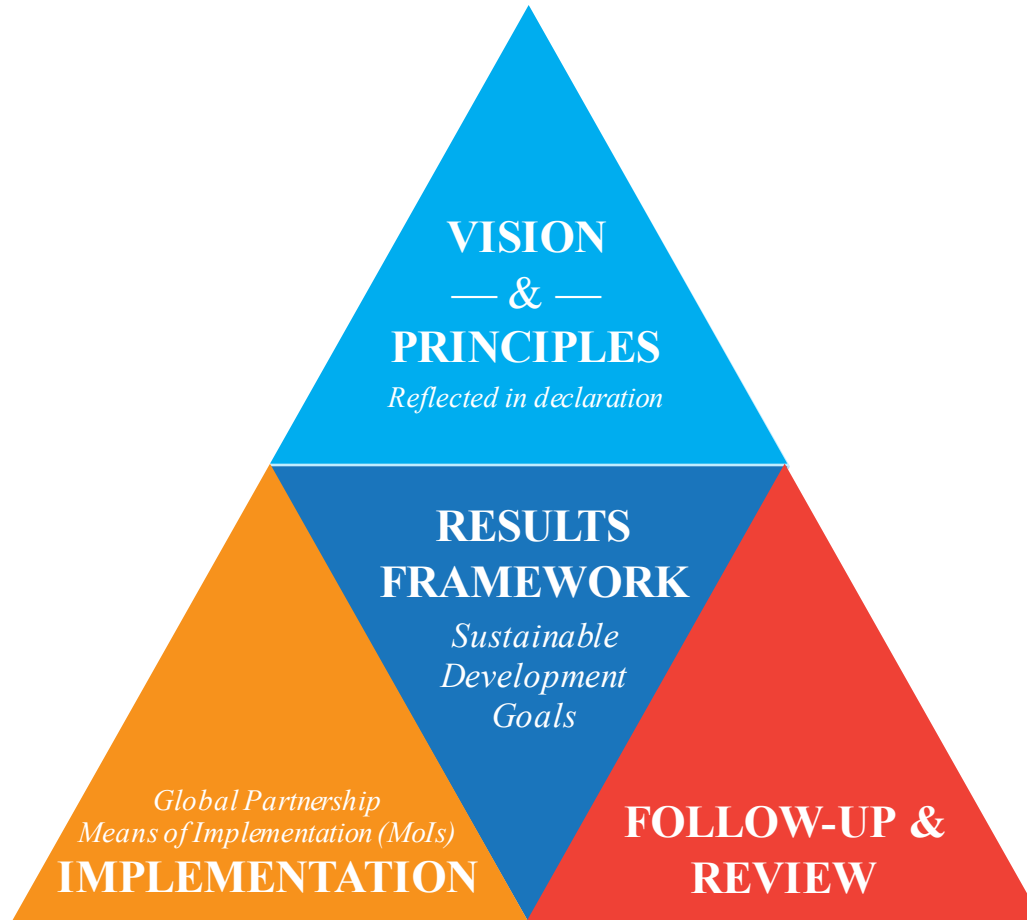 VISION
— & —
PRINCIPLES
Reflected in declaration
RESULTS
FRAMEWORK
Sustainable
Development
Goals
Global Partnership
Means of Implementation (MoIs)
IMPLEMENTATION
FOLLOW-UP &
REVIEW